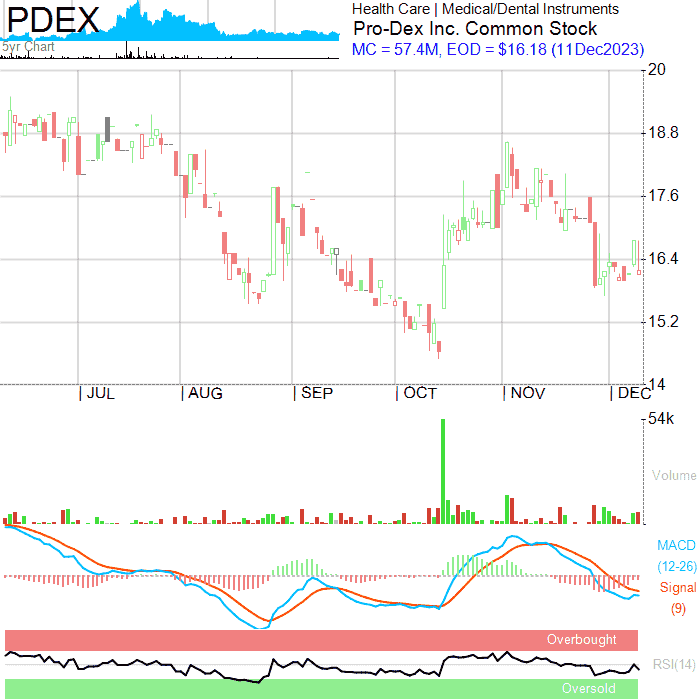 PDEX
5yr Chart
Health Care | Medical/Dental Instruments
Pro-Dex Inc. Common Stock
MC = 57.4M, EOD = $16.18 (11Dec2023)
20
18.8
17.6
16.4
15.2
14
| JUL | AUG | SEP | OCT | NOV | DEC
54k
Volume
MACD
(12-26)
Signal
(9)
Overbought
RSI(14)
Oversold